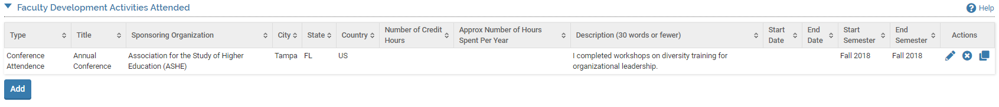 Faculty Development Activities Attended
Help
Type Title Sponsoring Organization City State Country Number of Credit Hours Approx Number of Hours Spent Per Year Description (30 words or fewer) Start Date End Date Start Semester End Semester Actions
Conference Attendence Annual Conference Association for the Study of Higher Education (ASHE) Tampa FL US I completed workshops on diversity training for organizational leadership. Fall 2018 Fall 2018
Add